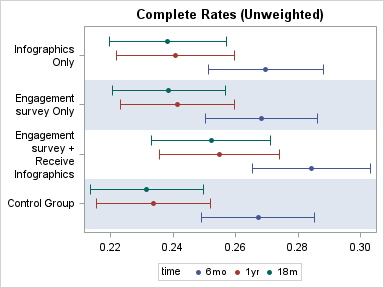 Complete Rates (Unweighted)
Infographics
Only
Engagement
survey Only
Engagement
survey +
Receive
Infographics
Control Group
0.22 0.24 0.26 0.28 0.30
time 6mo 1yr 18m